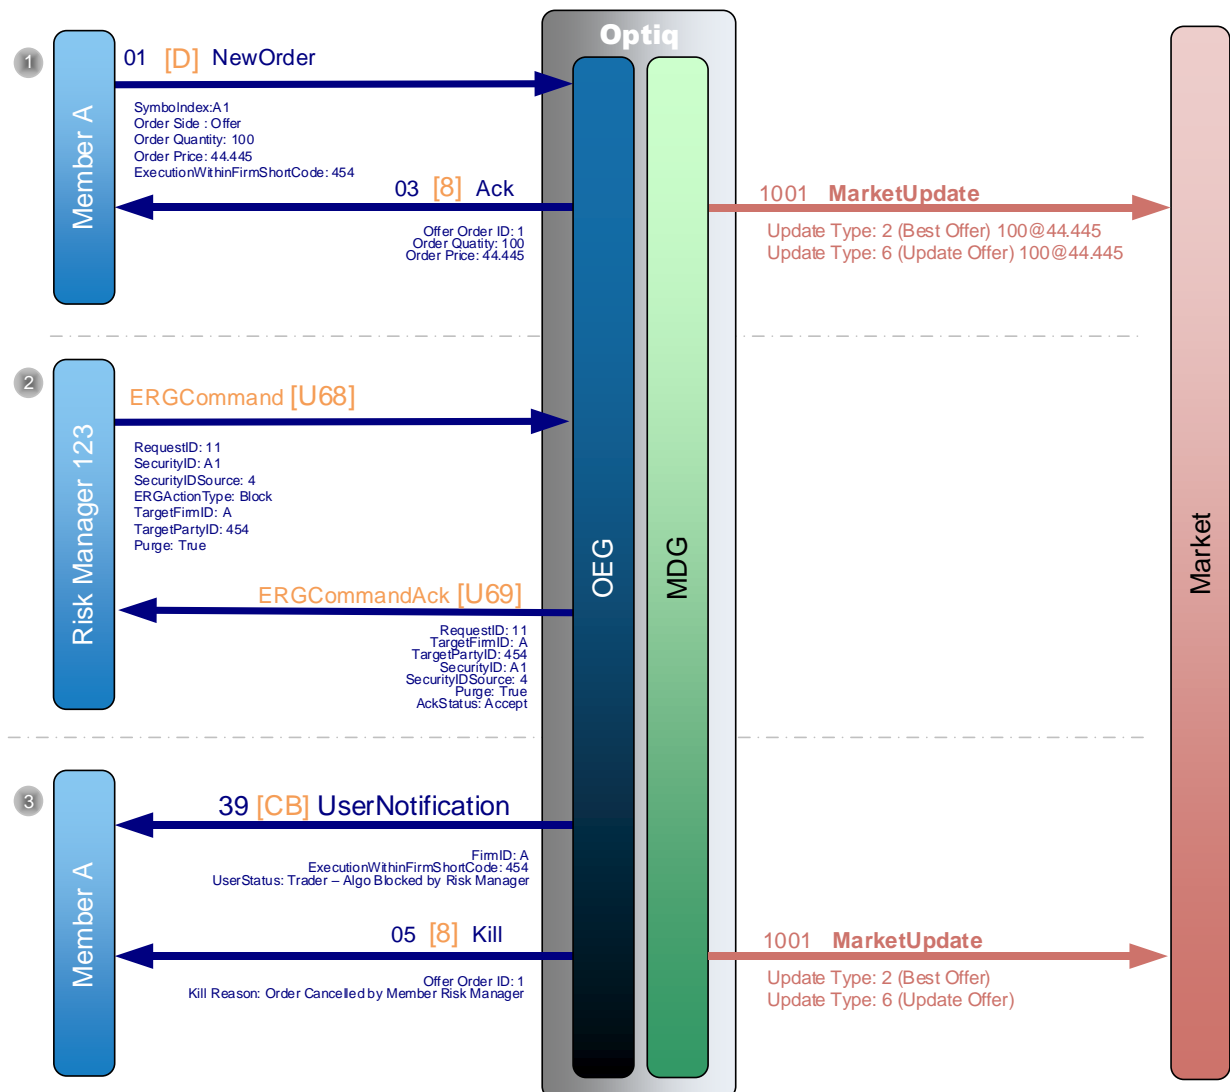 Optiq
1
Member A
01 [D] NewOrder
SymbolIndex:A1
Order Side : Offer
Order Quantity: 100
Order Price: 44.445
ExecutionWithinFirmShortCode: 454
03 [8] Ack
Offer Order ID: 1
Order Quatity: 100
Order Price: 44.445
1001 MarketUpdate
Update Type: 2 (Best Offer) 100@44.445
Update Type: 6 (Update Offer) 100@44.445
OEG
MDG
Market
2
Risk Manager 123
ERGCommand [U68]
RequestID: 11
SecurityID: A1
SecurityIDSource: 4
ERGActionType: Block
TargetFirmID: A
TargetPartyID: 454
Purge: True
ERGCommandAck [U69]
RequestID: 11
TargetFirmID: A
TargetPartyID: 454
SecurityID: A1
SecurityIDSource: 4
Purge: True
AckStatus: Accept
3
Member A
39 [CB] UserNotification
FirmID: A
ExecutionWithinFirmShortCode: 454
UserStatus: Trader – Algo Blocked by Risk Manager
05 [8] Kill
Offer Order ID: 1
Kill Reason: Order Cancelled by Member Risk Manager
1001 MarketUpdate
Update Type: 2 (Best Offer)
Update Type: 6 (Update Offer)